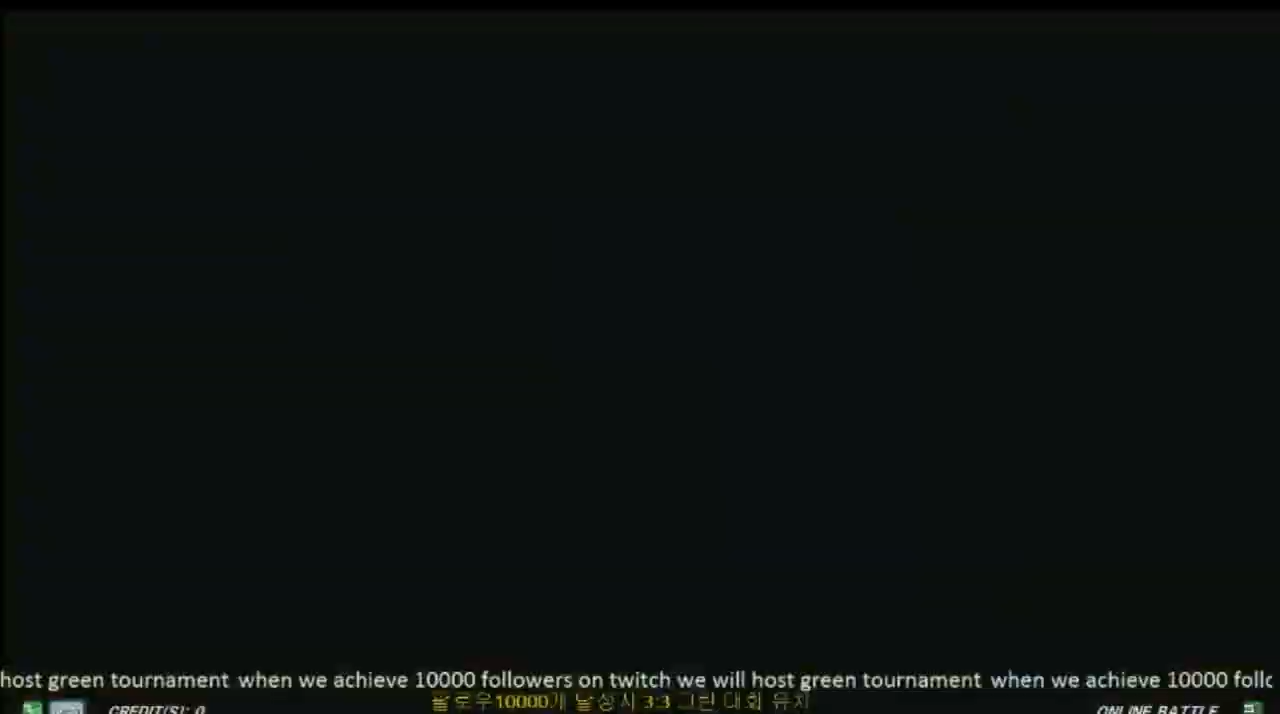 host green tournament when we achieve 10000 followers on twitch we will host green tournament when we achieve 10000 follo
팔로우10000개 달성시 3:3 그린 대회 유치
CREDIT(S): 0 ONLINE BATTLE